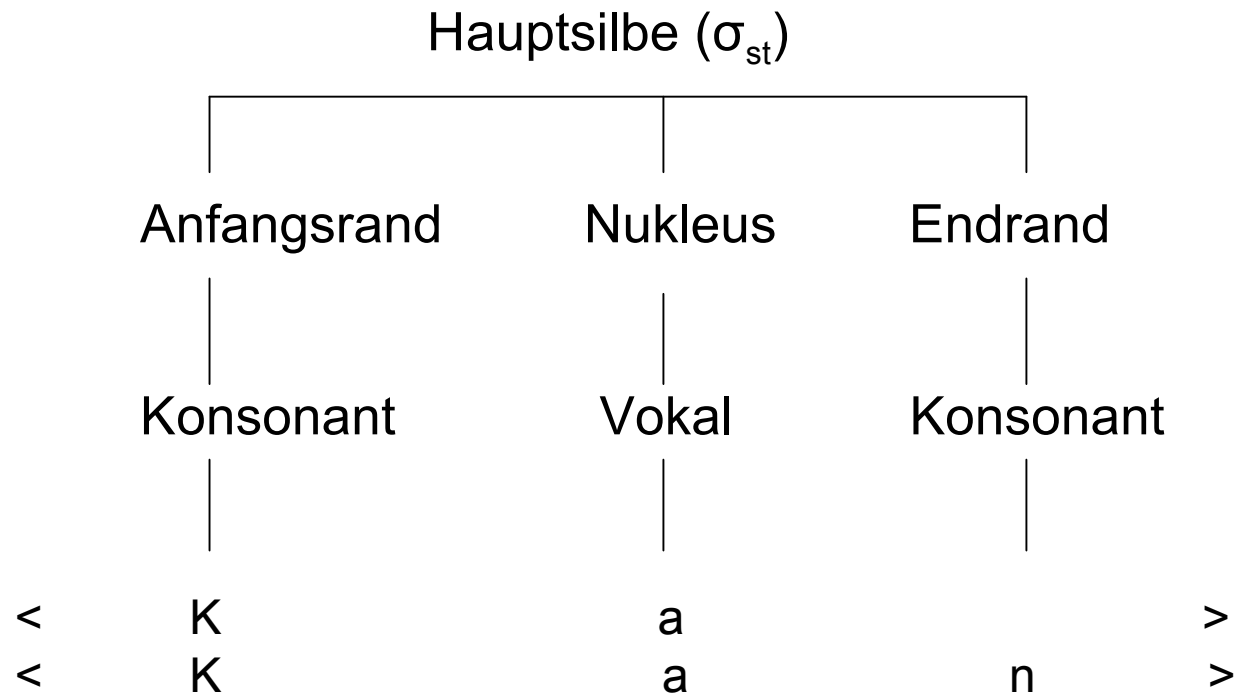 Hauptsilbe (σst)
Anfangsrand Nukleus Endrand
Konsonant Vokal Konsonant
< K a >
< K a n >